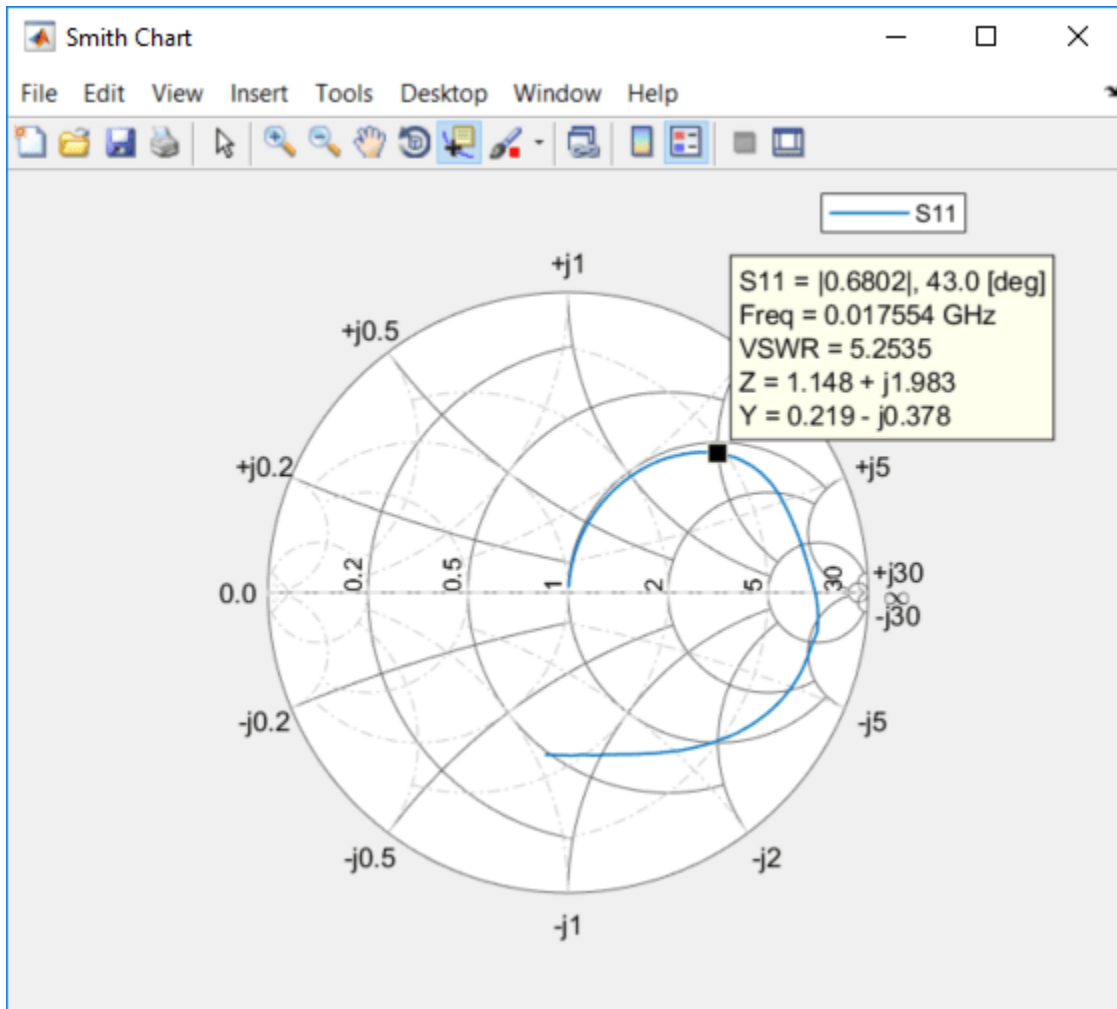 Smith Chart
File Edit View Insert Tools Desktop Window Help
S11
S11 = |0.6802|, 43.0 [deg]
Freq = 0.017554 GHz
VSWR = 5.2535
Z = 1.148 + j1.983
Y = 0.219 - j0.378
+j1
+j0.5
+j0.2
+j5
0.0
0.2
0.5
1
2
5
30
+j30
∞
-j30
-j0.2
-j5
-j0.5
-j2
-j1